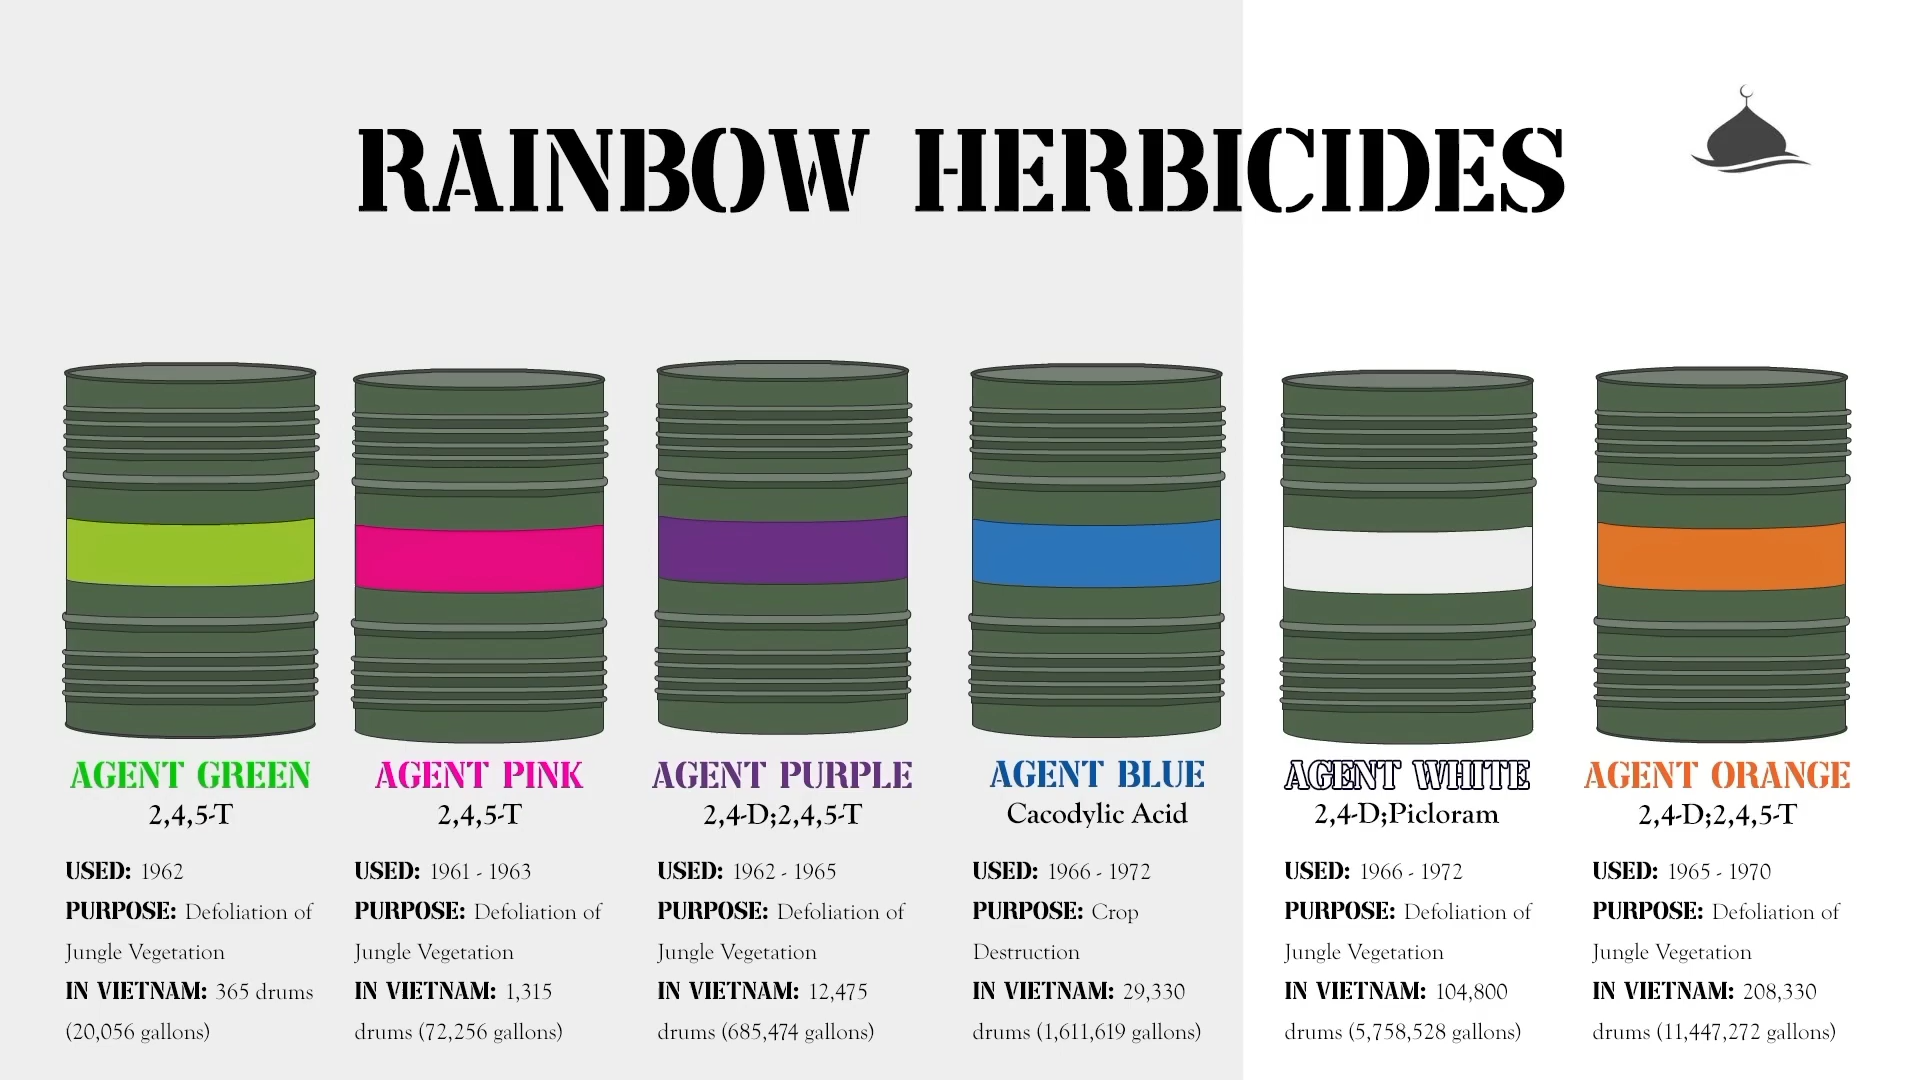 RAINBOW HERBICIDES
AGENT GREEN
2,4,5-T
USED: 1962
PURPOSE: Defoliation of
Jungle Vegetation
IN VIETNAM: 365 drums
(20,056 gallons)
AGENT PINK
2,4,5-T
USED: 1961 - 1963
PURPOSE: Defoliation of
Jungle Vegetation
IN VIETNAM: 1,315
drums (72,256 gallons)
AGENT PURPLE
2,4-D;2,4,5-T
USED: 1962 - 1965
PURPOSE: Defoliation of
Jungle Vegetation
IN VIETNAM: 12,475
drums (685,474 gallons)
AGENT BLUE
Cacodylic Acid
USED: 1966 - 1972
PURPOSE: Crop
Destruction
IN VIETNAM: 29,330
drums (1,611,619 gallons)
AGENT WHITE
2,4-D;Picloram
USED: 1966 - 1972
PURPOSE: Defoliation of
Jungle Vegetation
IN VIETNAM: 104,800
drums (5,758,528 gallons)
AGENT ORANGE
2,4-D;2,4,5-T
USED: 1965 - 1970
PURPOSE: Defoliation of
Jungle Vegetation
IN VIETNAM: 208,330
drums (11,447,272 gallons)